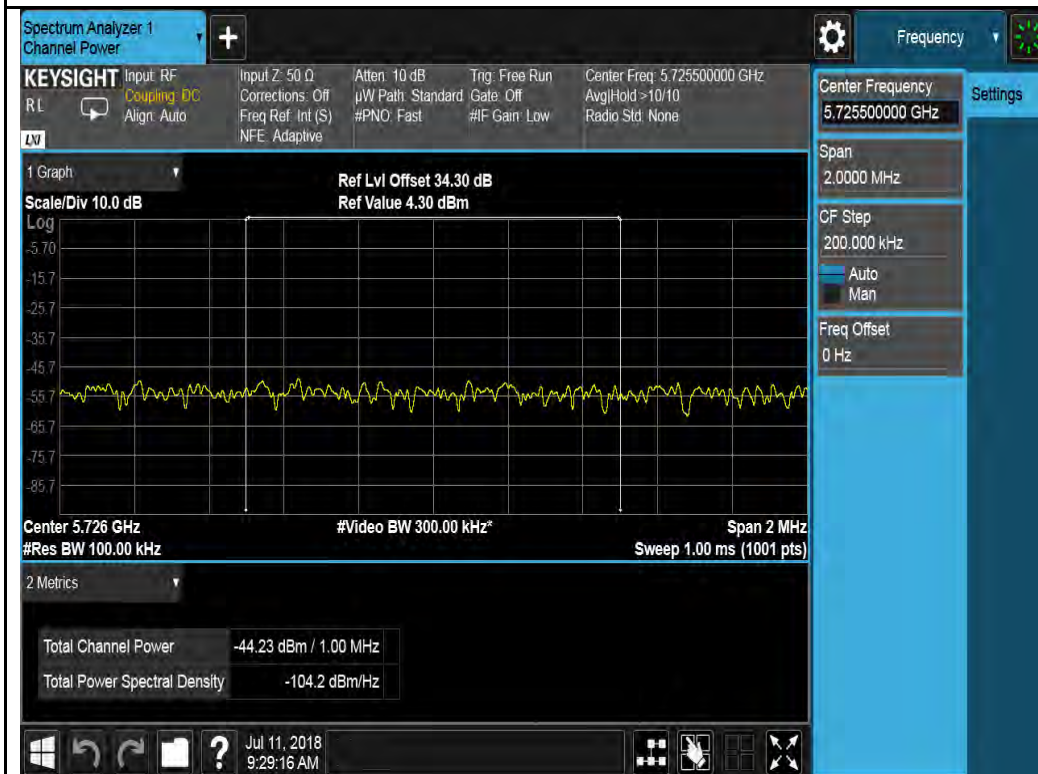 Spectrum Analyzer 1
Channel Power
+
Frequency
KEYSIGHT
Input: RF
Coupling: DC
Align: Auto
R L
LXI
Input Z: 50 Ω
Corrections: Off
Freq Ref: Int (S)
NFE: Adaptive
Atten: 10 dB
µW Path: Standard
#PNO: Fast
Trig: Free Run
Gate: Off
#IF Gain: Low
Center Freq: 5.725500000 GHz
Avg|Hold >10/10
Radio Std: None
1 Graph
Scale/Div 10.0 dB
Ref Lvl Offset 34.30 dB
Ref Value 4.30 dBm
Log
-5.70
-15.7
-25.7
-35.7
-45.7
-55.7
-65.7
-75.7
-85.7
Center 5.726 GHz
#Res BW 100.00 kHz
#Video BW 300.00 kHz*
Span 2 MHz
Sweep 1.00 ms (1001 pts)
2 Metrics
Total Channel Power -44.23 dBm / 1.00 MHz
Total Power Spectral Density -104.2 dBm/Hz
?
Jul 11, 2018
9:29:16 AM
Center Frequency
5.725500000 GHz
Span
2.0000 MHz
CF Step
200.000 kHz
Auto
Man
Freq Offset
0 Hz
Settings